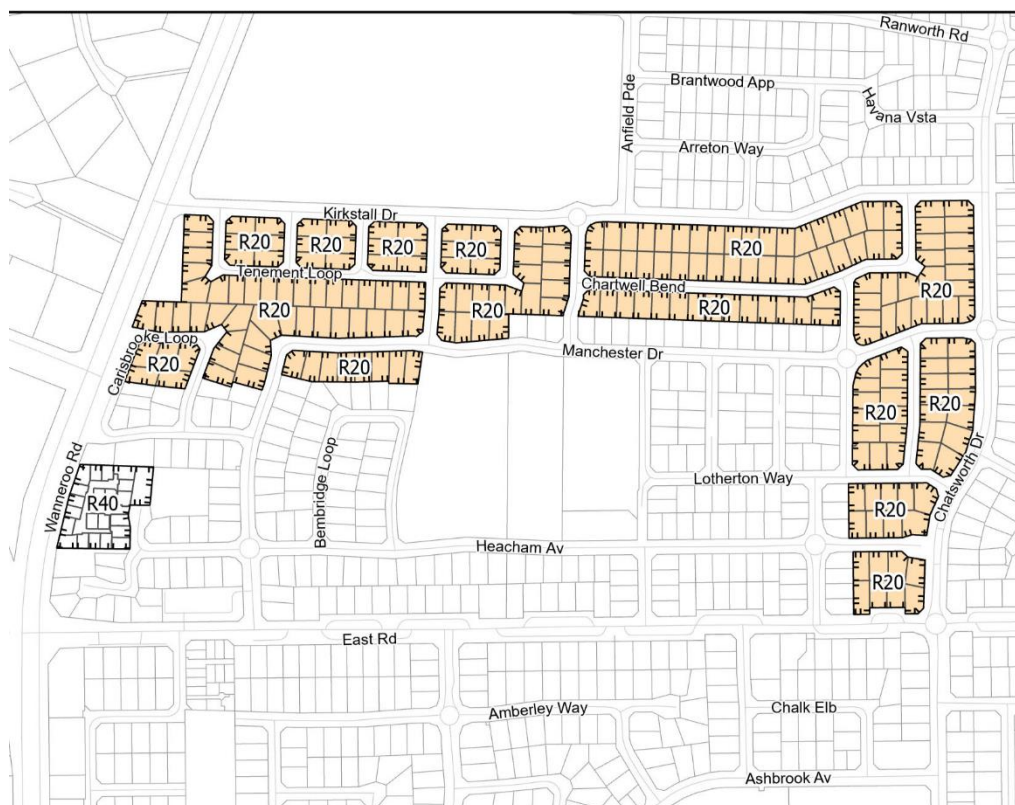 Ranworth Rd
Brantwood App
Havana Vsta
Anfield Pde
Arreton Way
Kirkstall Dr
R20
R20
R20
R20
R20
Tenement Loop
Chartwell Bend
R20
R20
R20
R20
Carisbrooke Loop
Manchester Dr
R20
R20
R20
R20
Wanneroo Rd
Bembridge Loop
Lotherton Way
Chatsworth Dr
R40
R20
Heacham Av
R20
East Rd
Amberley Way
Chalk Elb
Ashbrook Av